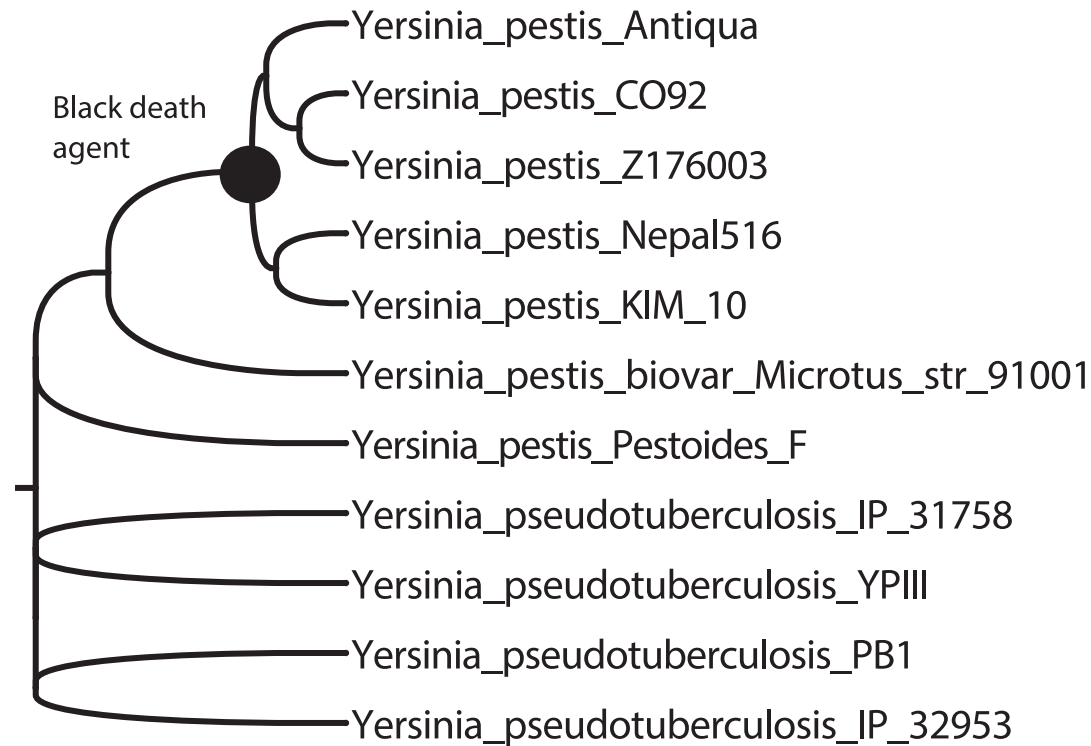 Yersinia_pestis_Antiqua
Black death
agent
Yersinia_pestis_CO92
Yersinia_pestis_Z176003
Yersinia_pestis_Nepal516
Yersinia_pestis_KIM_10
Yersinia_pestis_biovar_Microtus_str_91001
Yersinia_pestis_Pestoides_F
Yersinia_pseudotuberculosis_IP_31758
Yersinia_pseudotuberculosis_YPIII
Yersinia_pseudotuberculosis_PB1
Yersinia_pseudotuberculosis_IP_32953